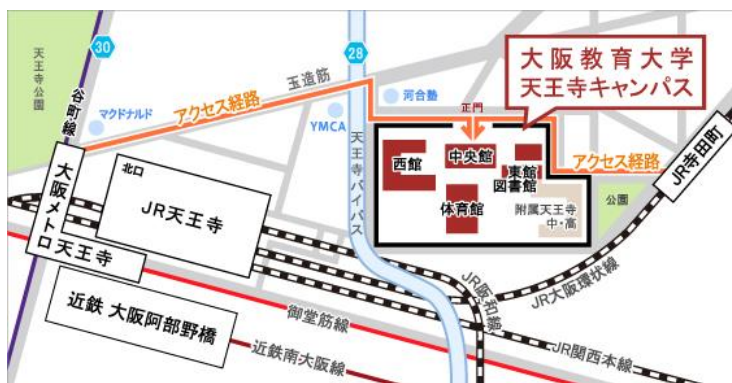 30
28
天王寺公園
谷町線
マクドナルド
アクセス経路
玉造筋
YMCA
河合塾
正門
大阪教育大学
天王寺キャンパス
西館
中央館
東館
図書館
体育館
附属天王寺
中・高
アクセス経路
公園
JR寺田町
天王寺バイパス
北口
JR天王寺
大阪メトロ
天王寺
近鉄 大阪阿部野橋
御堂筋線
近鉄南大阪線
JR阪和線
JR大阪環状線
JR関西本線